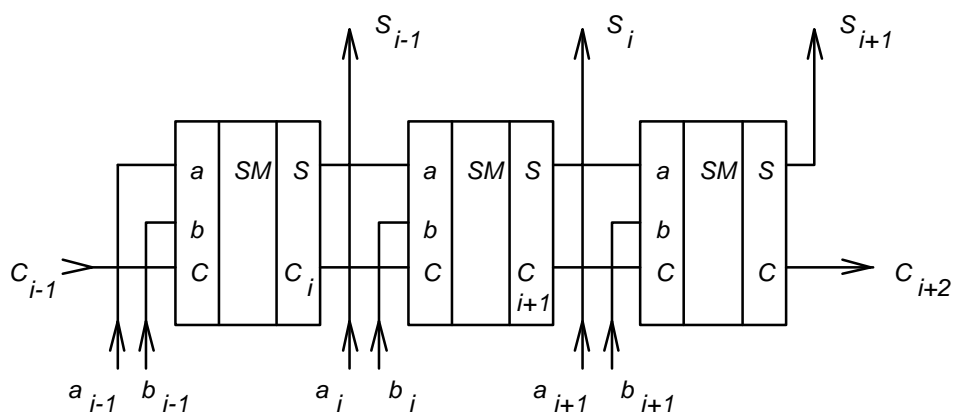 S i-1 S i S i+1
a SM S a SM S a SM S
b b b
C i-1 C C i C C i+1 C C C i+2
a i-1 b i-1 a i b i a i+1 b i+1